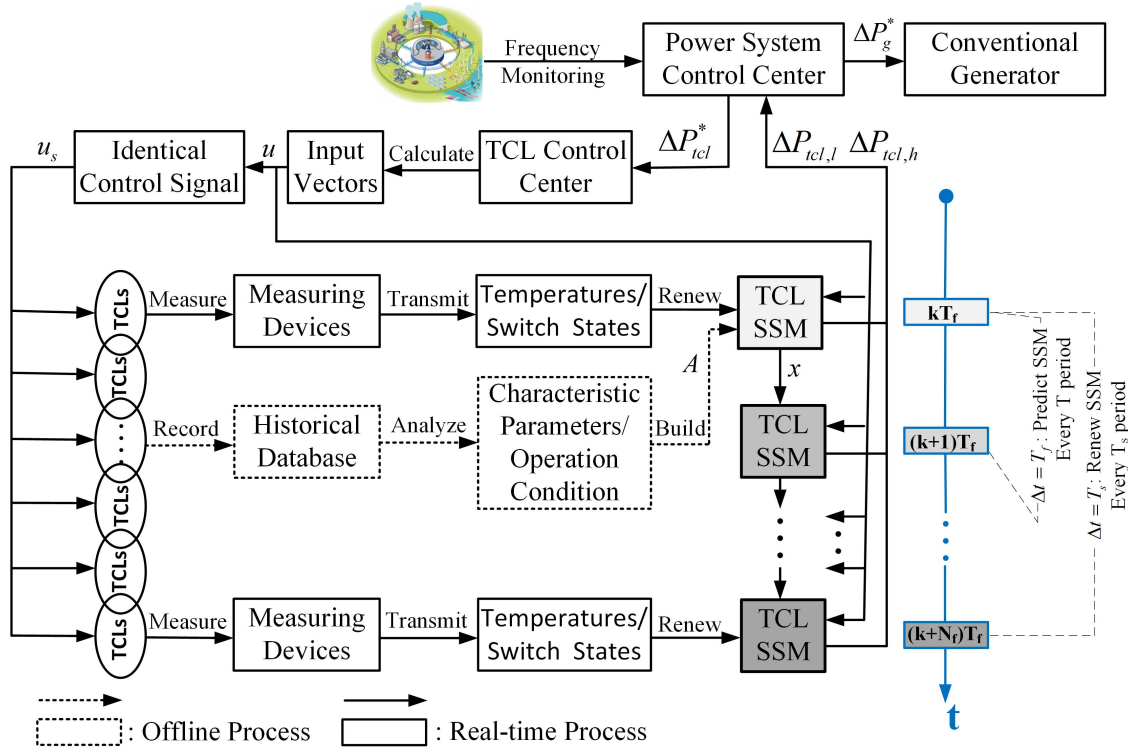 Frequency
Monitoring
Power System
Control Center
ΔP*g
Conventional
Generator
us
Identical
Control Signal
u
Input
Vectors
Calculate
TCL Control
Center
ΔP*tcl
ΔPtcl,l ΔPtcl,h
TCLs
Measure
Measuring
Devices
Transmit
Temperatures/
Switch States
Renew
TCL
SSM
kTf
TCLs
A
x
Record
Historical
Database
Analyze
Characteristic
Parameters/
Operation
Condition
Build
TCL
SSM
(k+1)Tf
Δt = Tf : Predict SSM
Every T period
Δt = Ts: Renew SSM
Every Ts period
TCLs
TCLs
TCLs
Measure
Measuring
Devices
Transmit
Temperatures/
Switch States
Renew
TCL
SSM
(k+Nf)Tf
t
: Offline Process
: Real-time Process